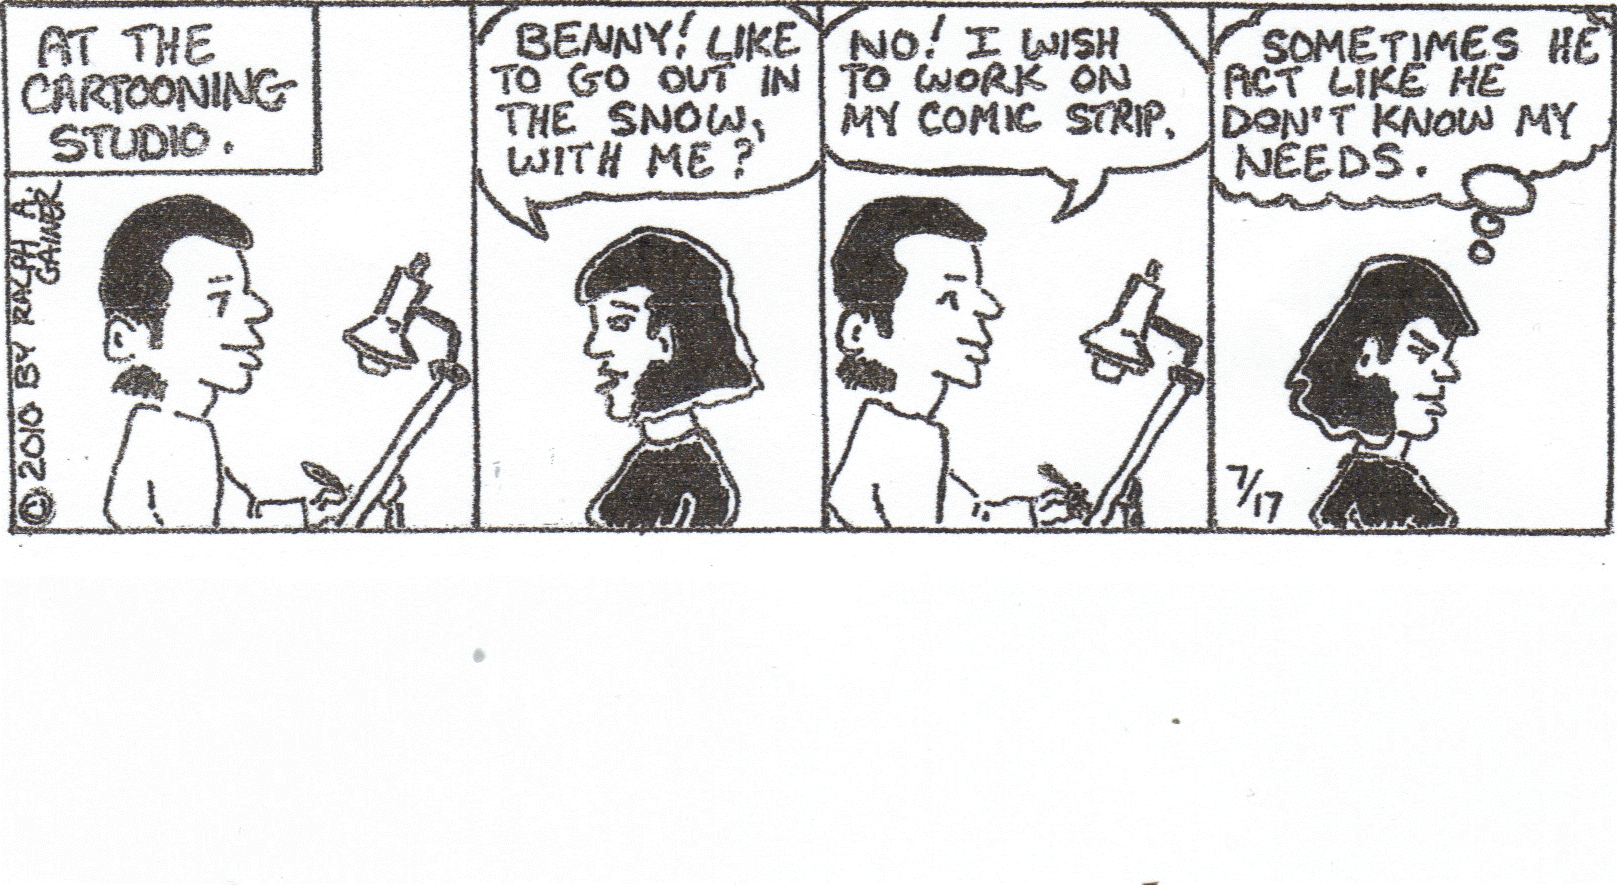 AT THE
CARTOONING
STUDIO.
© 2010 BY RALPH A.
GAINER
BENNY! LIKE
TO GO OUT IN
THE SNOW,
WITH ME?
NO! I WISH
TO WORK ON
MY COMIC STRIP.
SOMETIMES HE
ACT LIKE HE
DON'T KNOW MY
NEEDS.
7/17